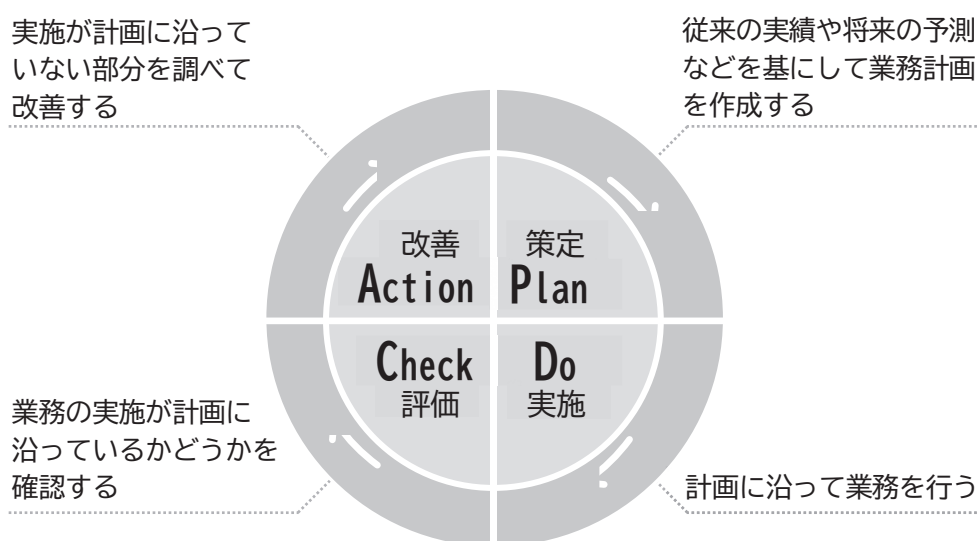 実施が計画に沿って
いない部分を調べて
改善する
従来の実績や将来の予測
などを基にして業務計画
を作成する
改善
Action
策定
Plan
Check
評価
Do
実施
業務の実施が計画に
沿っているかどうかを
確認する
計画に沿って業務を行う